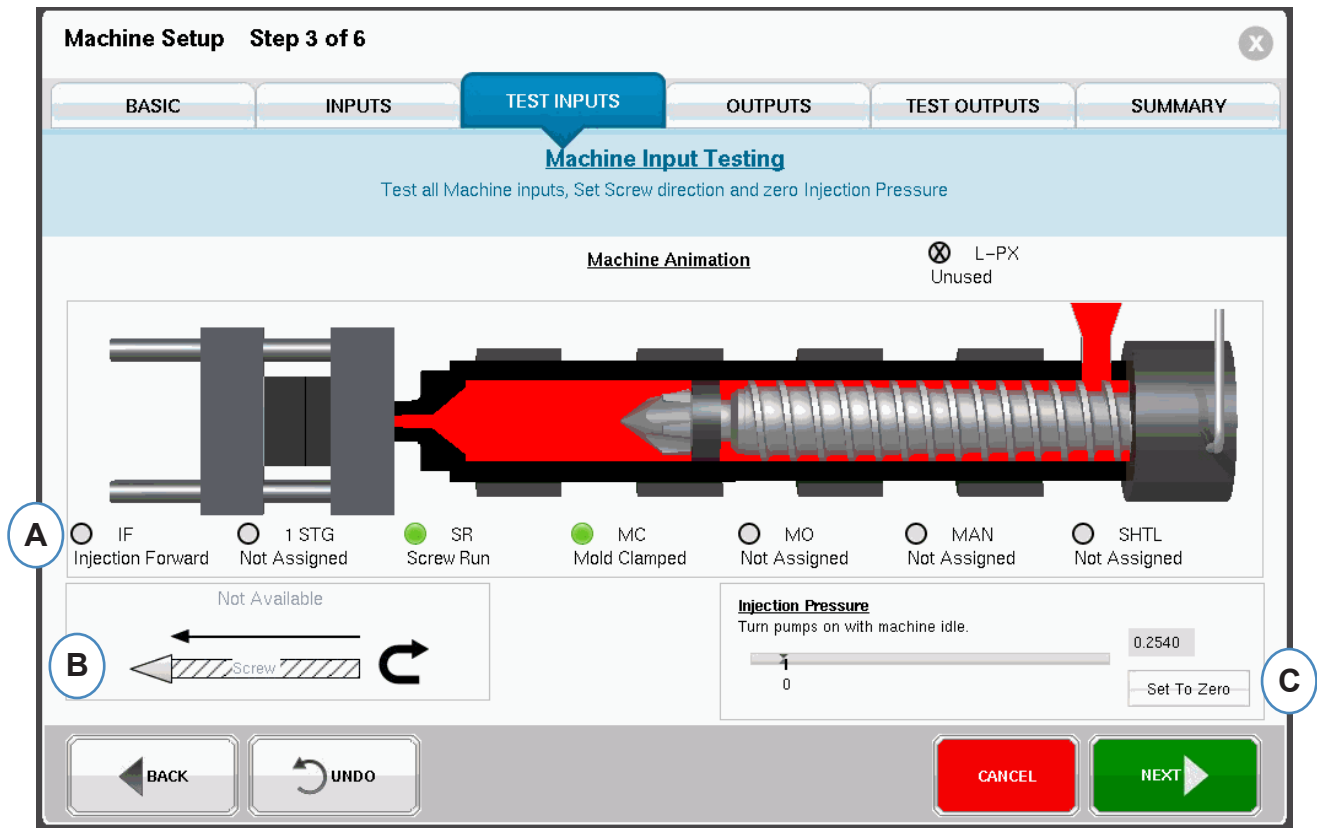 Machine Setup Step 3 of 6
X
BASIC INPUTS TEST INPUTS OUTPUTS TEST OUTPUTS SUMMARY
Machine Input Testing
Test all Machine inputs, Set Screw direction and zero Injection Pressure
Machine Animation
L-PX
Unused
A
IF 1 STG SR MC MO MAN SHTL
Injection Forward Not Assigned Screw Run Mold Clamped Not Assigned Not Assigned Not Assigned
Not Available
B
Screw
Injection Pressure
Turn pumps on with machine idle.
0.2540
1
0
Set To Zero
C
BACK UNDO CANCEL NEXT